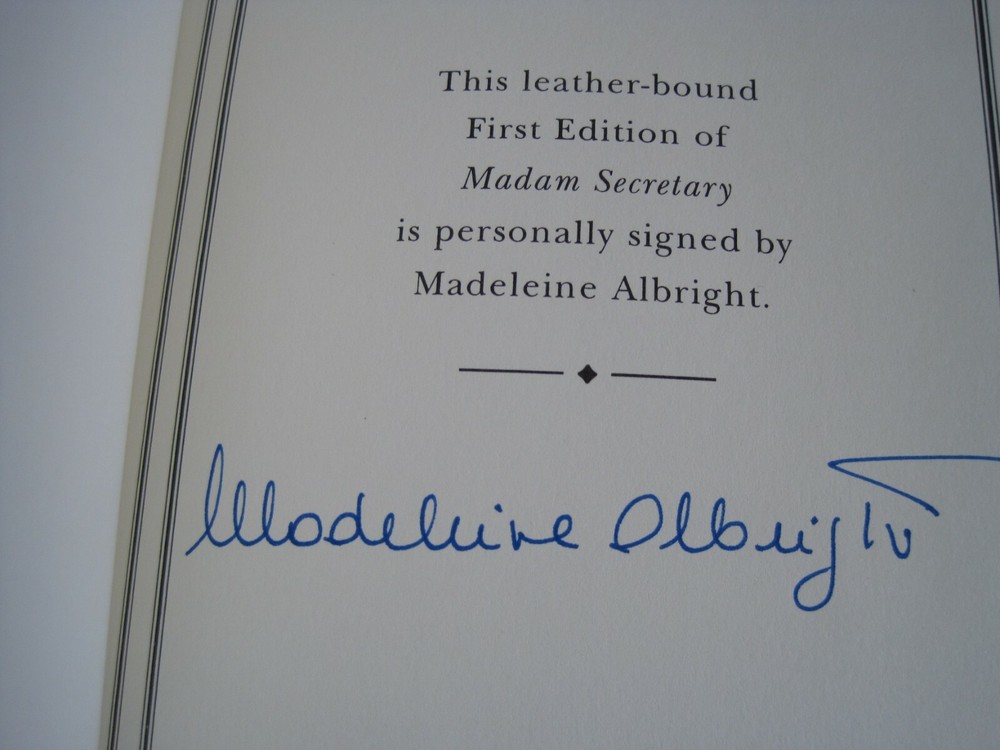 This leather-bound
First Edition of
Madam Secretary
is personally signed by
Madeleine Albright.
Madeleine Albright